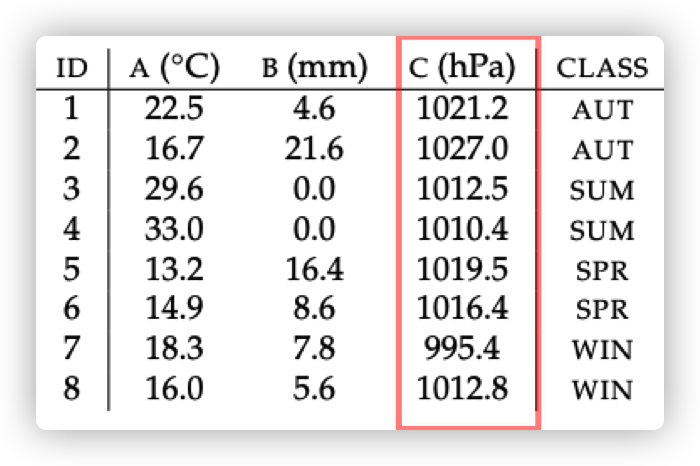 ID A (°C) B (mm) C (hPa) CLASS
1 22.5 4.6 1021.2 AUT
2 16.7 21.6 1027.0 AUT
3 29.6 0.0 1012.5 SUM
4 33.0 0.0 1010.4 SUM
5 13.2 16.4 1019.5 SPR
6 14.9 8.6 1016.4 SPR
7 18.3 7.8 995.4 WIN
8 16.0 5.6 1012.8 WIN